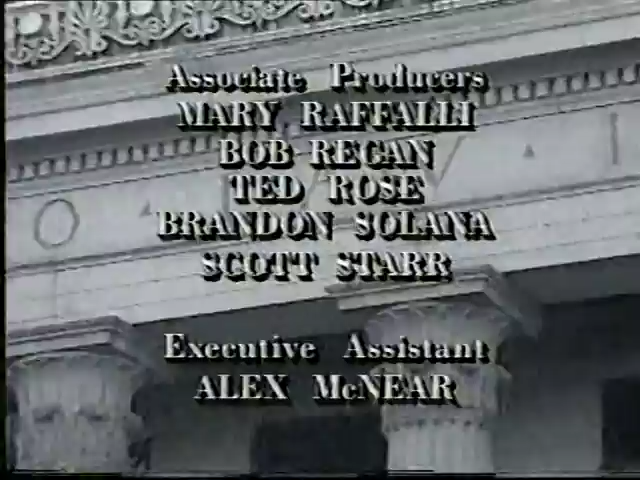 Associate Producers
MARY RAFFALLI
BOB REGAN
TED ROSE
BRANDON SOLANA
SCOTT STARR
Executive Assistant
ALEX McNEAR